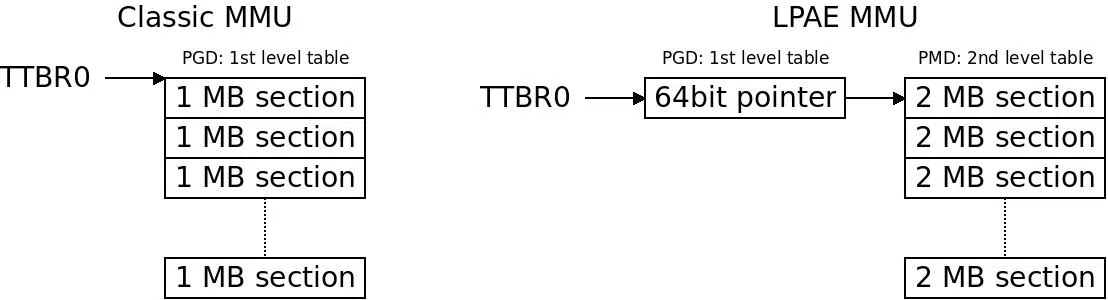 Classic MMU
PGD: 1st level table
TTBR0
1 MB section
1 MB section
1 MB section
1 MB section
LPAE MMU
PGD: 1st level table
PMD: 2nd level table
TTBR0
64bit pointer
2 MB section
2 MB section
2 MB section
2 MB section